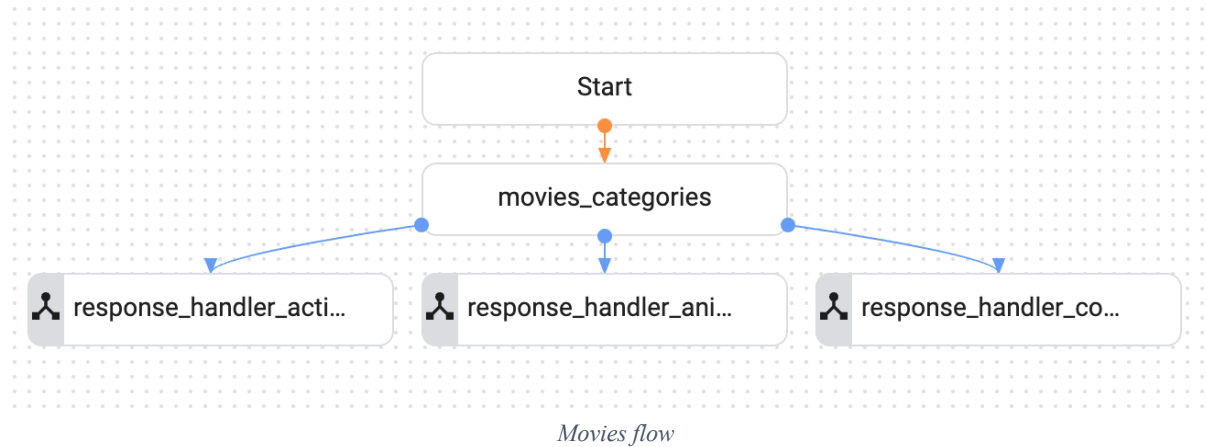 Start
movies_categories
response_handler_acti...
response_handler_ani...
response_handler_co...
Movies flow